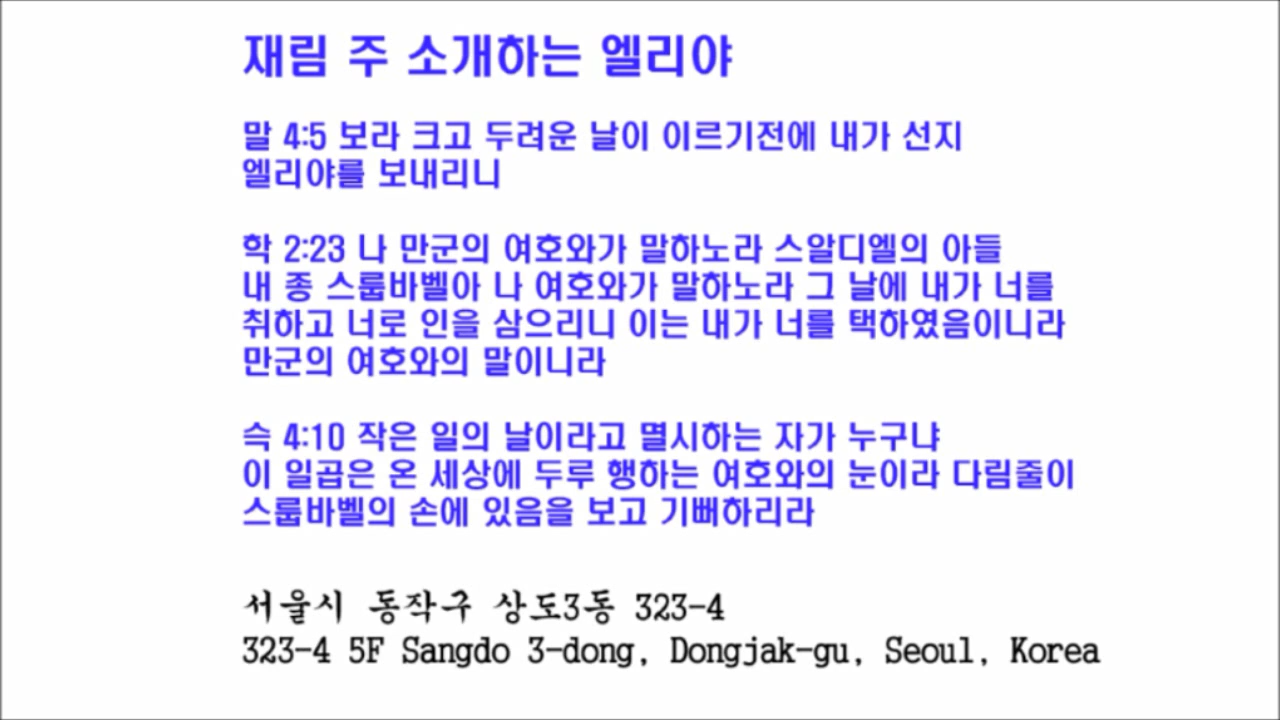 재림 주 소개하는 엘리야
말 4:5 보라 크고 두려운 날이 이르기전에 내가 선지
엘리야를 보내리니
학 2:23 나 만군의 여호와가 말하노라 스알디엘의 아들
내 종 스룹바벨아 나 여호와가 말하노라 그 날에 내가 너를
취하고 너로 인을 삼으리니 이는 내가 너를 택하였음이니라
만군의 여호와의 말이니라
슥 4:10 작은 일의 날이라고 멸시하는 자가 누구냐
이 일곱은 온 세상에 두루 행하는 여호와의 눈이라 다림줄이
스룹바벨의 손에 있음을 보고 기뻐하리라
서울시 동작구 상도3동 323-4
323-4 5F Sangdo 3-dong, Dongjak-gu, Seoul, Korea